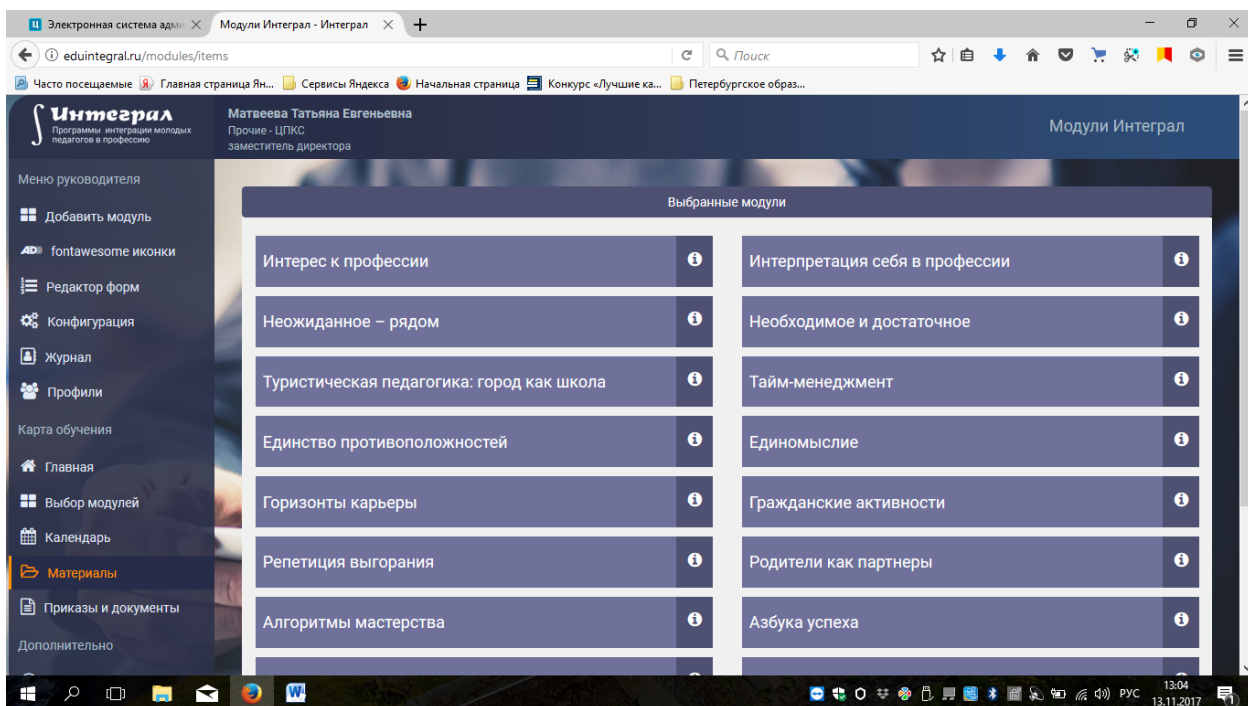 Электронная система адми
Модули Интеграл - Интеграл
eduintegral.ru/modules/items
Поиск
Часто посещаемые
Главная страница Ян...
Сервисы Яндекса
Начальная страница
Конкурс «Лучшие ка...
Петербургское образ...
Интеграл
Программы интеграции молодых
педагогов в профессию
Матвеева Татьяна Евгеньевна
Прочие - ЦПКС
заместитель директора
Модули Интеграл
Меню руководителя
Добавить модуль
fontawesome иконки
Редактор форм
Конфигурация
Журнал
Профили
Карта обучения
Главная
Выбор модулей
Календарь
Материалы
Приказы и документы
Дополнительно
Выбранные модули
Интерес к профессии
Интерпретация себя в профессии
Неожиданное – рядом
Необходимое и достаточное
Туристическая педагогика: город как школа
Тайм-менеджмент
Единство противоположностей
Единомыслие
Горизонты карьеры
Гражданские активности
Репетиция выгорания
Родители как партнеры
Алгоритмы мастерства
Азбука успеха
РУС
13:04
13.11.2017